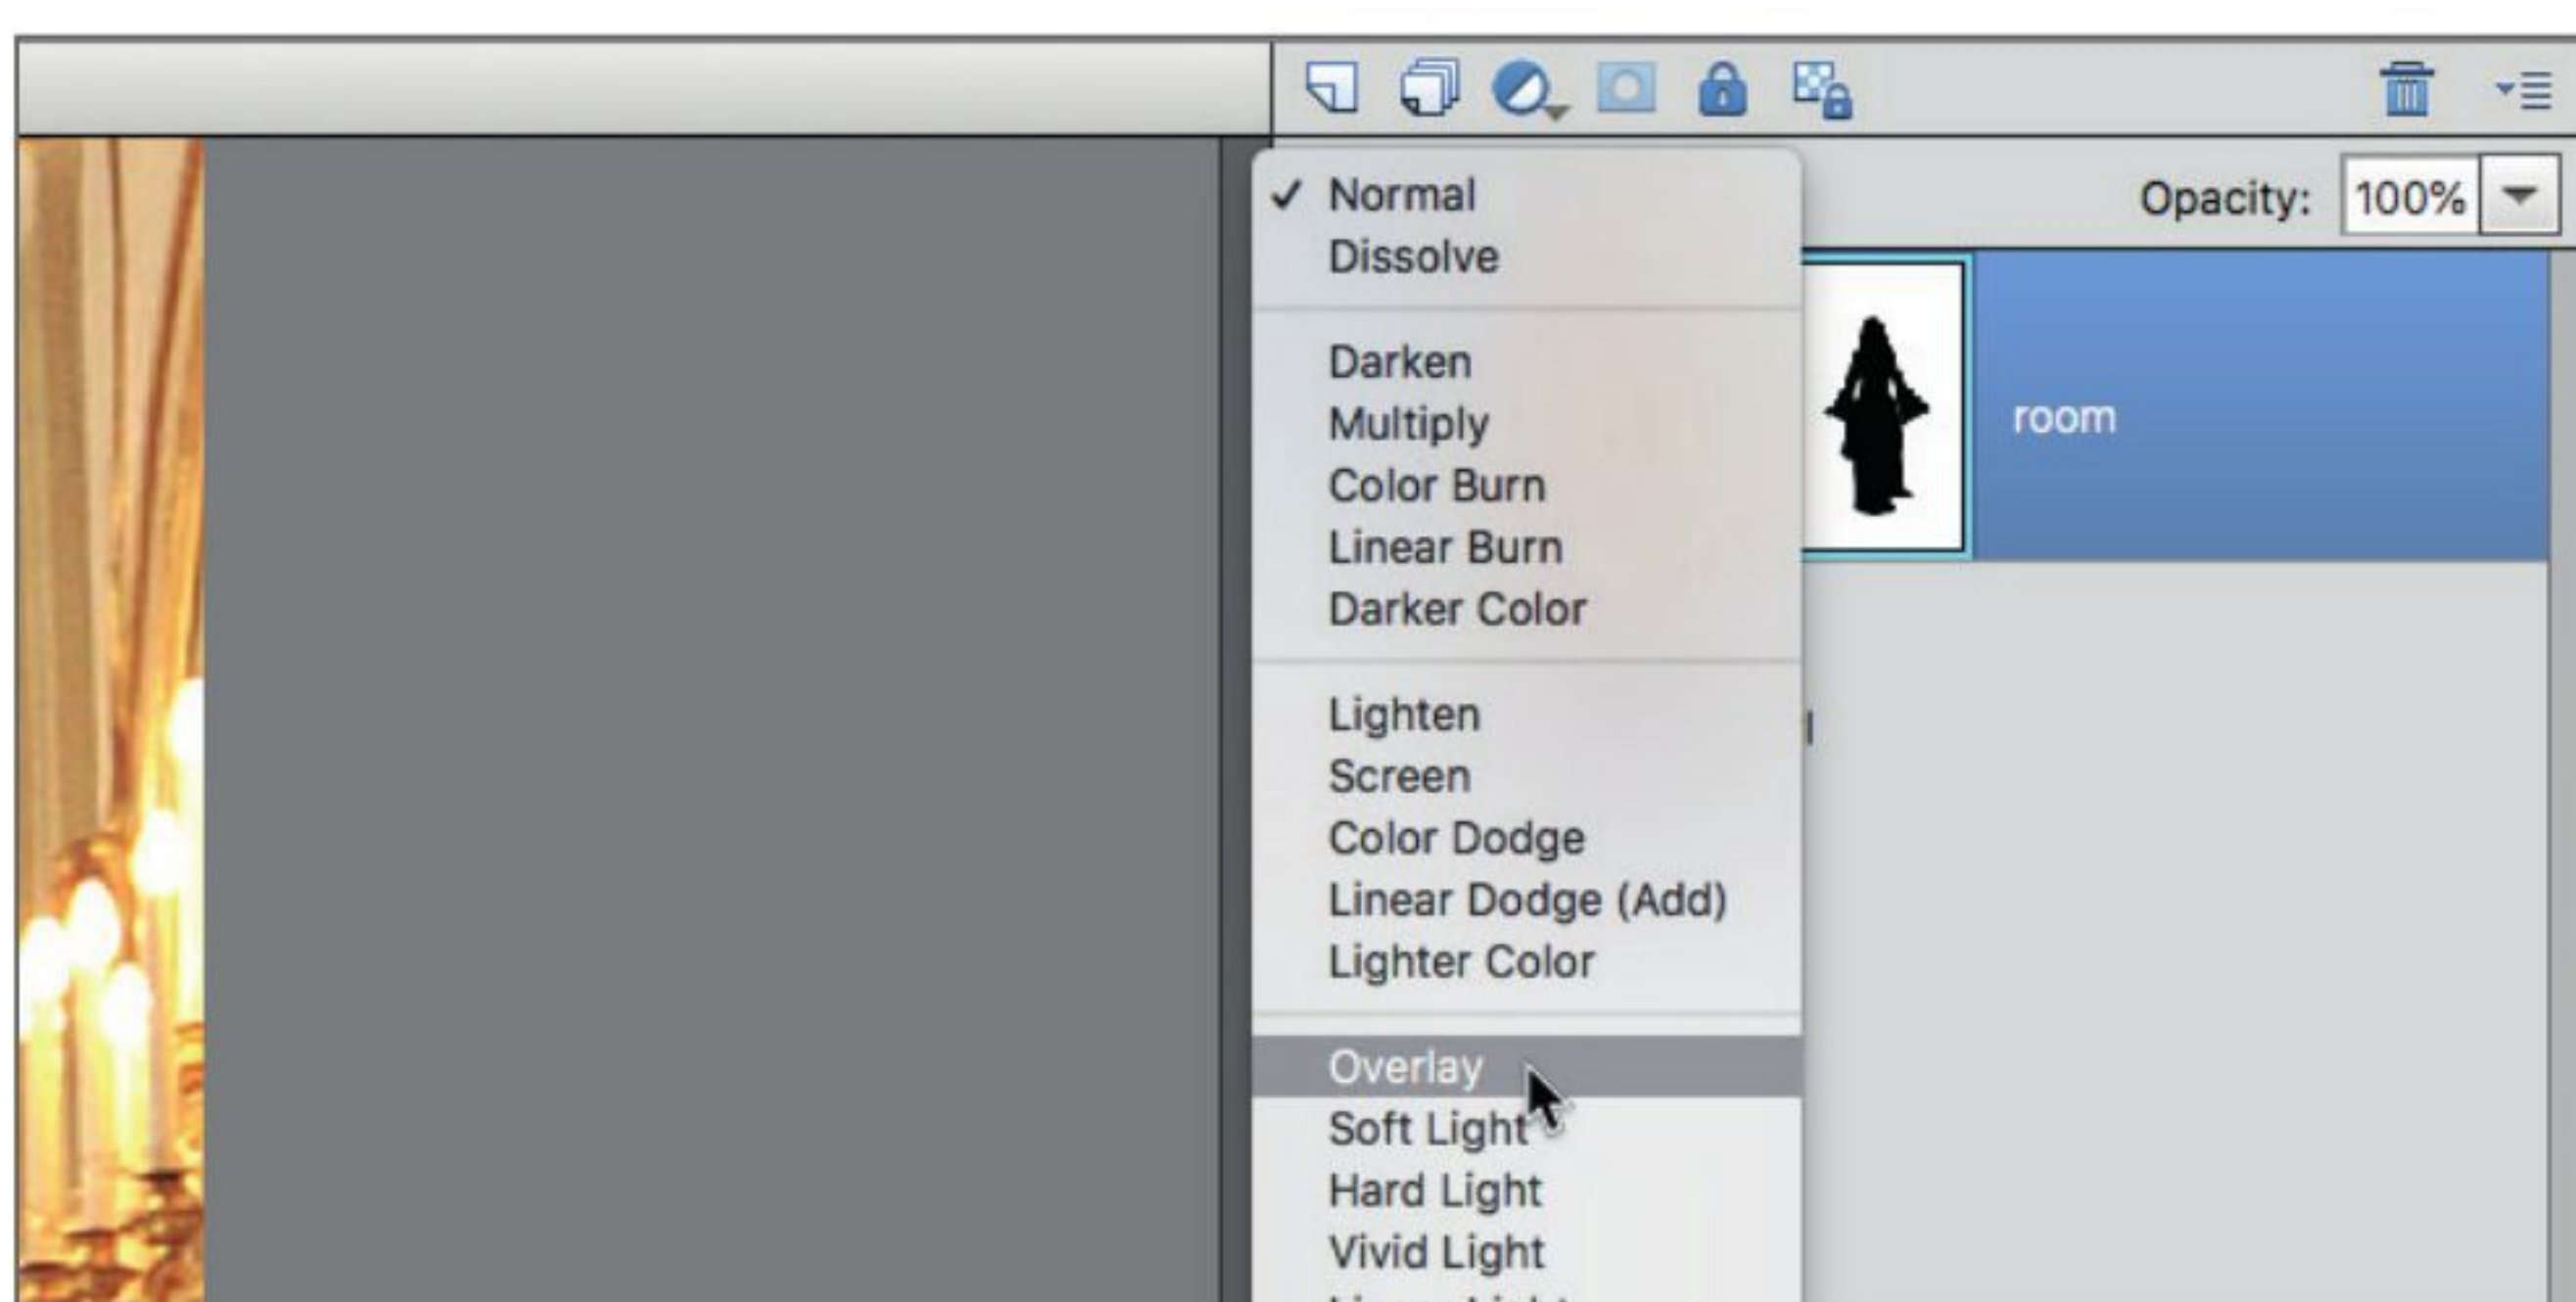 Normal
Opacity: 100%
Dissolve
Darken
Multiply
Color Burn
Linear Burn
Darker Color
room
Lighten
Screen
Color Dodge
Linear Dodge (Add)
Lighter Color
Overlay
Soft Light
Hard Light
Vivid Light